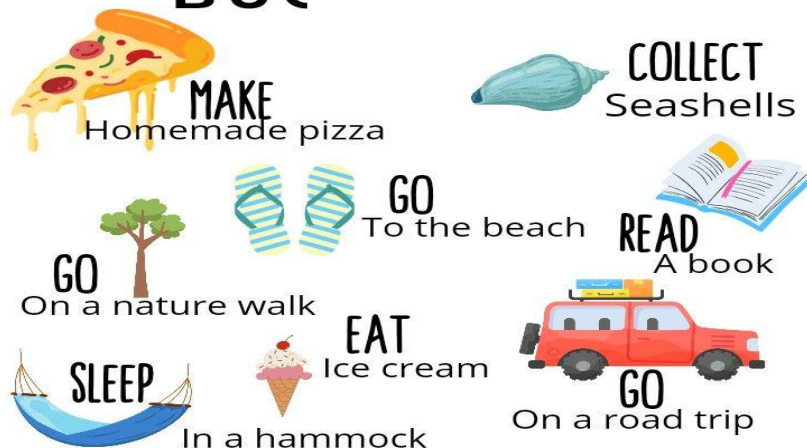 MAKE
Homemade pizza
COLLECT
Seashells
GO
To the beach
READ
A book
GO
On a nature walk
EAT
Ice cream
GO
On a road trip
SLEEP
In a hammock